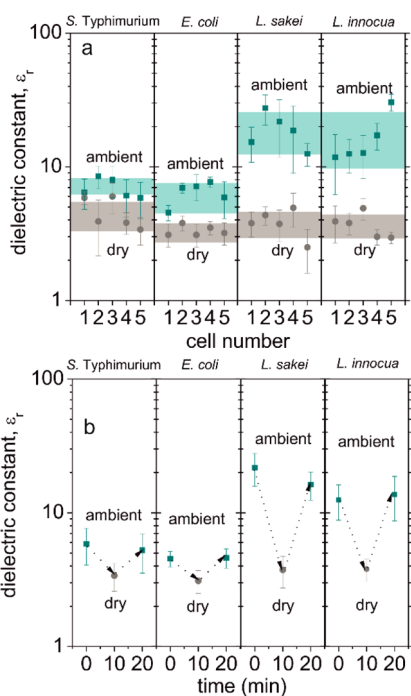 S. Typhimurium E. coli L. sakei L. innocua
100
a
ambient ambient
ambient ambient
10
dry dry dry dry
1
dielectric constant, εr
1 2 3 4 5 1 2 3 4 5 1 2 3 4 5 1 2 3 4 5
cell number
S. Typhimurium E. coli L. sakei L. innocua
100
b
ambient ambient
ambient ambient
10
dry dry dry dry
1
dielectric constant, εr
0 10 20 0 10 20 0 10 20 0 10 20
time (min)